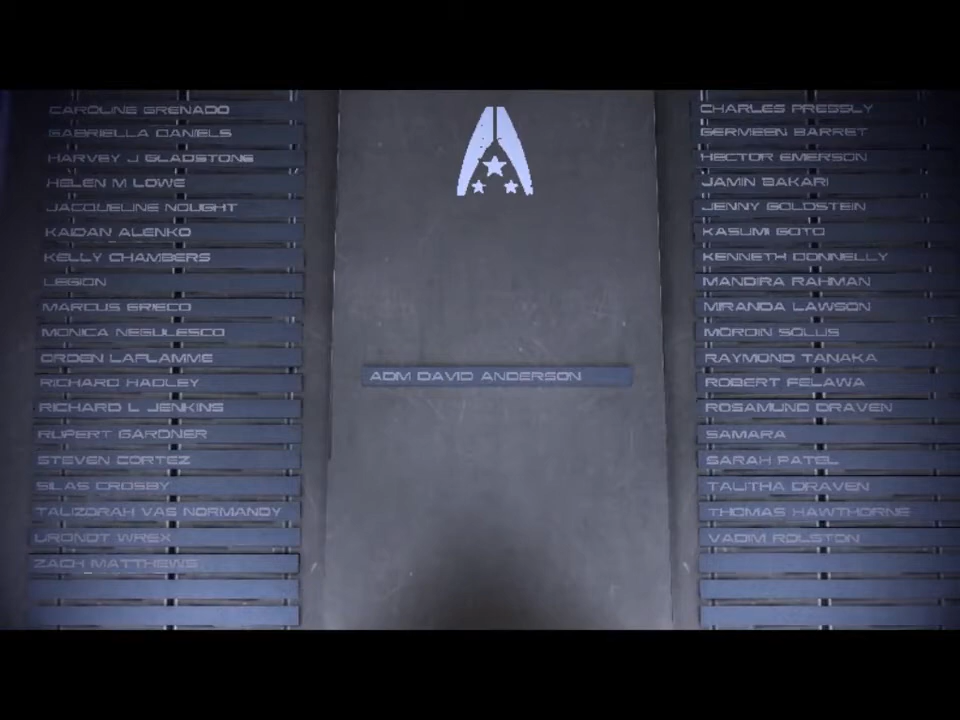 CAROLINE GRENADO
GABRIELLA DANIELS
HARVEY J GLADSTONE
HELEN M LOWE
JACQUELINE NOUGHT
KAIDAN ALENKO
KELLY CHAMBERS
LEGION
MARCUS GRIECO
MONICA NEGULESCO
ORDEN LAFLAMME
RICHARD HADLEY
RICHARD L JENKINS
RUPERT GARDNER
STEVEN CORTEZ
SILAS CROSBY
TALIZORAH VAS NORMANDY
URDNOT WREX
ZACH MATTHEWS
ADM DAVID ANDERSON
CHARLES PRESSLY
GERMEEN BARRET
HECTOR EMERSON
JAMIN BAKARI
JENNY GOLDSTEIN
KASUMI GOTO
KENNETH DONNELLY
MANDIRA RAHMAN
MIRANDA LAWSON
MORDIN SOLUS
RAYMOND TANAKA
ROBERT FELAWA
ROSAMUND DRAVEN
SAMARA
SARAH PATEL
TALITHA DRAVEN
THOMAS HAWTHORNE
VADIM ROLSTON